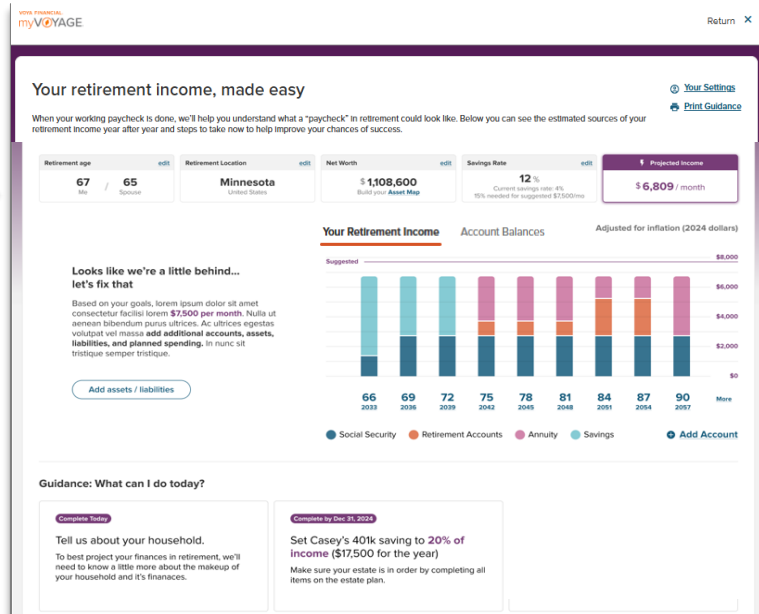 VOYA FINANCIAL
myVOYAGE
Return ×
Your retirement income, made easy
Your Settings
Print Guidance
When your working paycheck is done, we'll help you understand what a "paycheck" in retirement could look like. Below you can see the estimated sources of your
retirement income year after year and steps to take now to help improve your chances of success.
Retirement age edit
67 / 65
Me Spouse
Retirement Location edit
Minnesota
United States
Net Worth edit
$1,108,600
Build your Asset Map
Savings Rate edit
12 %
Current savings rate: 4%
15% needed for suggested $7,500/mo
Projected Income
$6,809 / month
Your Retirement Income Account Balances Adjusted for inflation (2024 dollars)
Looks like we're a little behind...
let's fix that
Based on your goals, lorem ipsum dolor sit amet
consectetur facilisi lorem $7,500 per month. Nulla ut
aenean bibendum purus ultrices. Ac ultrices egestas
volutpat vel massa add additional accounts, assets,
liabilities, and planned spending. In nunc sit
tristique semper tristique.
Add assets / liabilities
Suggested
$8,000
$6,000
$4,000
$2,000
$0
66 69 72 75 78 81 84 87 90 More
2033 2036 2039 2042 2045 2048 2051 2054 2057
Social Security Retirement Accounts Annuity Savings
Add Account
Guidance: What can I do today?
Complete Today
Tell us about your household.
To best project your finances in retirement, we'll
need to know a little more about the makeup of
your household and it's finanaces.
Complete by Dec 31, 2024
Set Casey's 401k saving to 20% of
income ($17,500 for the year)
Make sure your estate is in order by completing all
items on the estate plan.